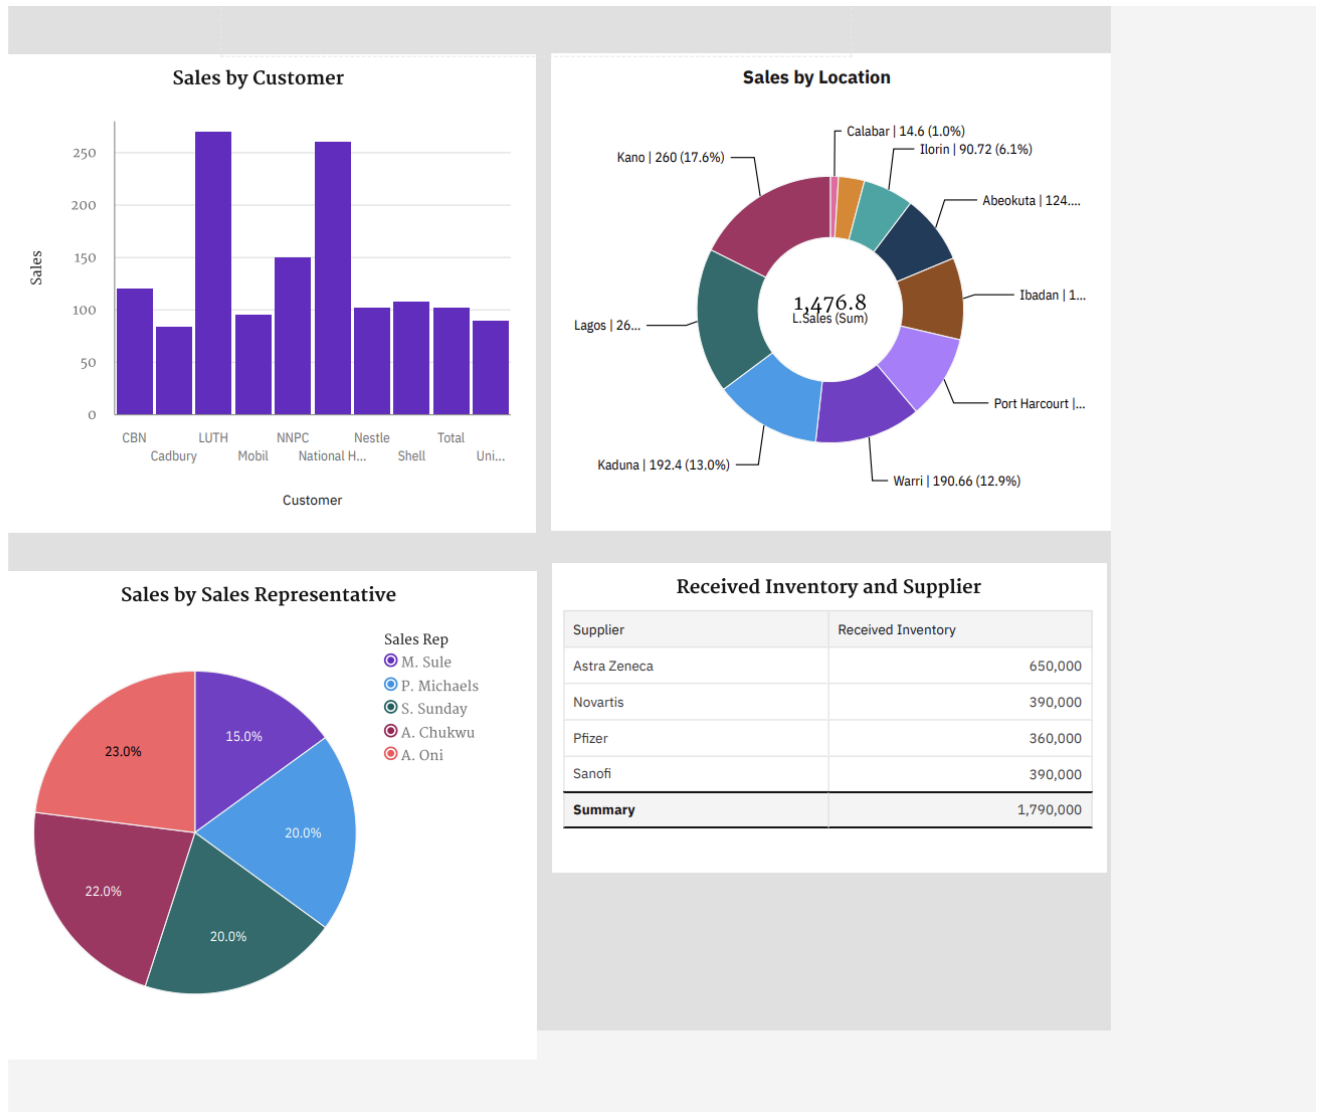 Sales by Customer
Sales
250
200
150
100
50
0
CBN
LUTH
NNPC
Nestle
Total
Cadbury
Mobil
National H...
Shell
Uni...
Customer
Sales by Location
Calabar | 14.6 (1.0%)
Ilorin | 90.72 (6.1%)
Kano | 260 (17.6%)
Abeokuta | 124....
Ibadan | 1...
Lagos | 26...
1,476.8
L.Sales (Sum)
Port Harcourt |...
Kaduna | 192.4 (13.0%)
Warri | 190.66 (12.9%)
Sales by Sales Representative
Sales Rep
M. Sule
P. Michaels
S. Sunday
A. Chukwu
A. Oni
15.0%
23.0%
20.0%
22.0%
20.0%
Received Inventory and Supplier
Supplier Received Inventory
Astra Zeneca 650,000
Novartis 390,000
Pfizer 360,000
Sanofi 390,000
Summary 1,790,000